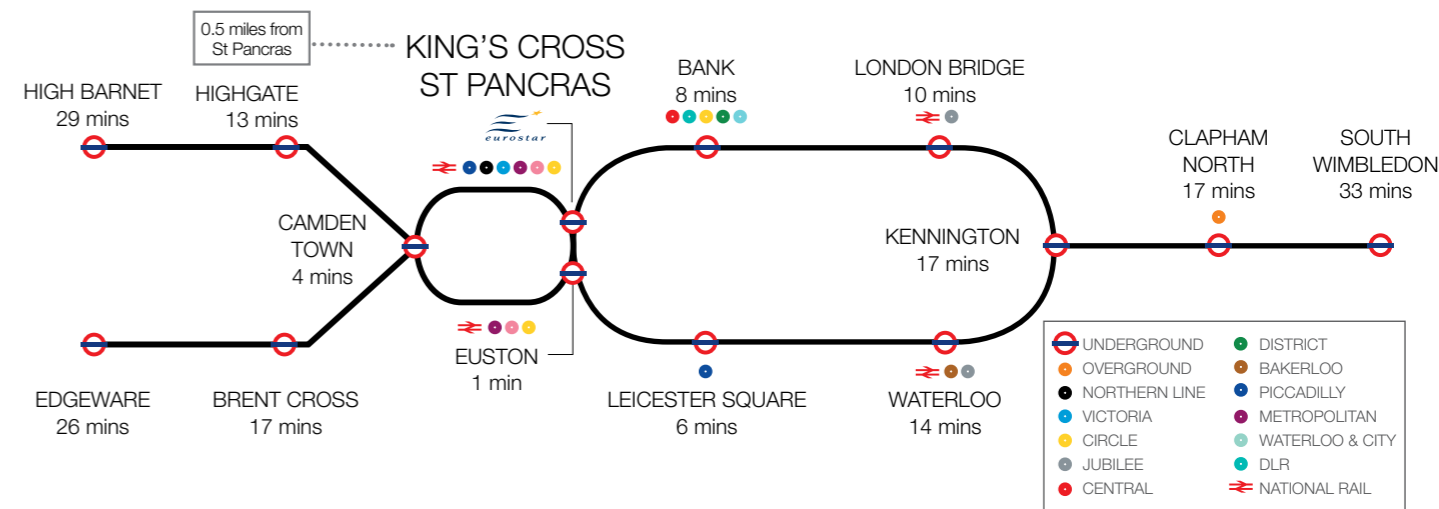 0.5 miles from
St Pancras
KING'S CROSS
ST PANCRAS
eurostar
HIGH BARNET
29 mins
HIGHGATE
13 mins
BANK
8 mins
LONDON BRIDGE
10 mins
CLAPHAM
NORTH
17 mins
SOUTH
WIMBLEDON
33 mins
CAMDEN
TOWN
4 mins
KENNINGTON
17 mins
EUSTON
1 min
EDGEWARE
26 mins
BRENT CROSS
17 mins
LEICESTER SQUARE
6 mins
WATERLOO
14 mins
UNDERGROUND
OVERGROUND
NORTHERN LINE
VICTORIA
CIRCLE
JUBILEE
CENTRAL
DISTRICT
BAKERLOO
PICCADILLY
METROPOLITAN
WATERLOO & CITY
DLR
NATIONAL RAIL